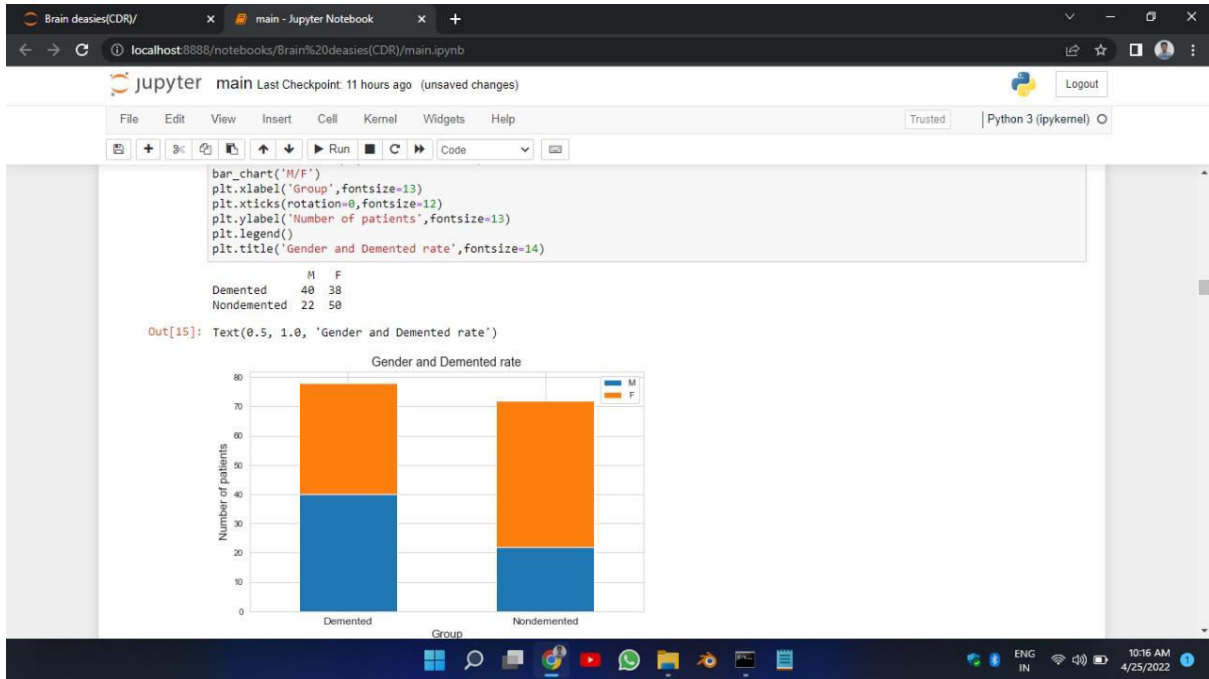 Brain deasies(CDR)/
main - Jupyter Notebook
localhost:8888/notebooks/Brain%20deasies(CDR)/main.ipynb
jupyter main Last Checkpoint: 11 hours ago (unsaved changes)
Logout
File Edit View Insert Cell Kernel Widgets Help
Trusted
Python 3 (ipykernel)
Run
Code
bar_chart('M/F')
plt.xlabel('Group',fontsize=13)
plt.xticks(rotation=0,fontsize=12)
plt.ylabel('Number of patients',fontsize=13)
plt.legend()
plt.title('Gender and Demented rate',fontsize=14)
M F
Demented 40 38
Nondemented 22 50
Out[15]: Text(0.5, 1.0, 'Gender and Demented rate')
Gender and Demented rate
M
F
80
70
60
50
40
30
20
10
0
Number of patients
Demented Nondemented
Group
ENG
IN
10:16 AM
4/25/2022
1